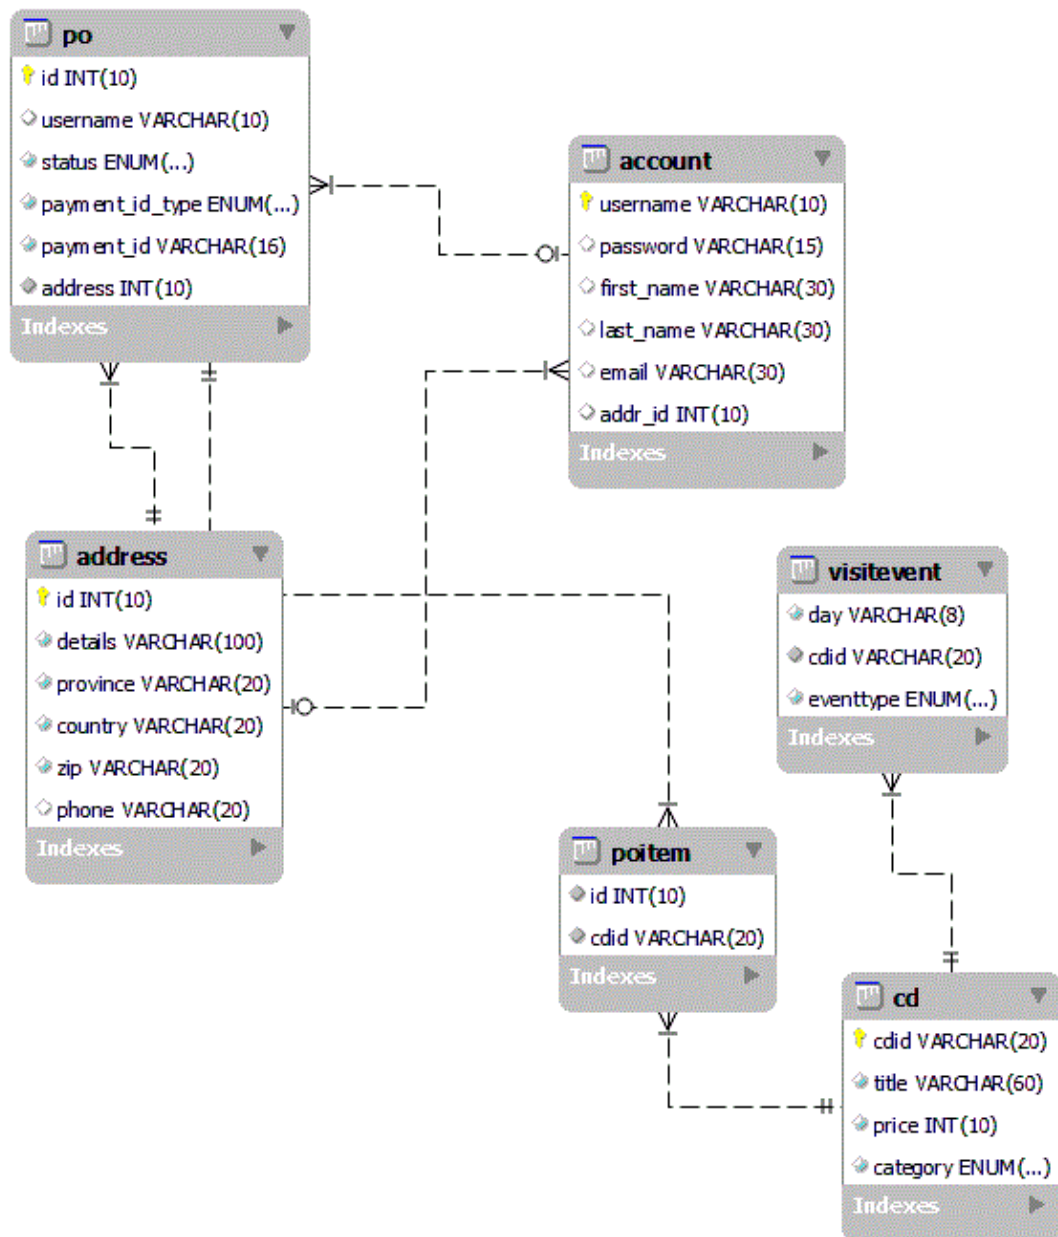 po
id INT(10)
username VARCHAR(10)
status ENUM(...)
payment_id_type ENUM(...)
payment_id VARCHAR(16)
address INT(10)
Indexes
account
username VARCHAR(10)
password VARCHAR(15)
first_name VARCHAR(30)
last_name VARCHAR(30)
email VARCHAR(30)
addr_id INT(10)
Indexes
address
id INT(10)
details VARCHAR(100)
province VARCHAR(20)
country VARCHAR(20)
zip VARCHAR(20)
phone VARCHAR(20)
Indexes
visitevent
day VARCHAR(8)
cdid VARCHAR(20)
eventtype ENUM(...)
Indexes
poitem
id INT(10)
cdid VARCHAR(20)
Indexes
cd
cdid VARCHAR(20)
title VARCHAR(60)
price INT(10)
category ENUM(...)
Indexes